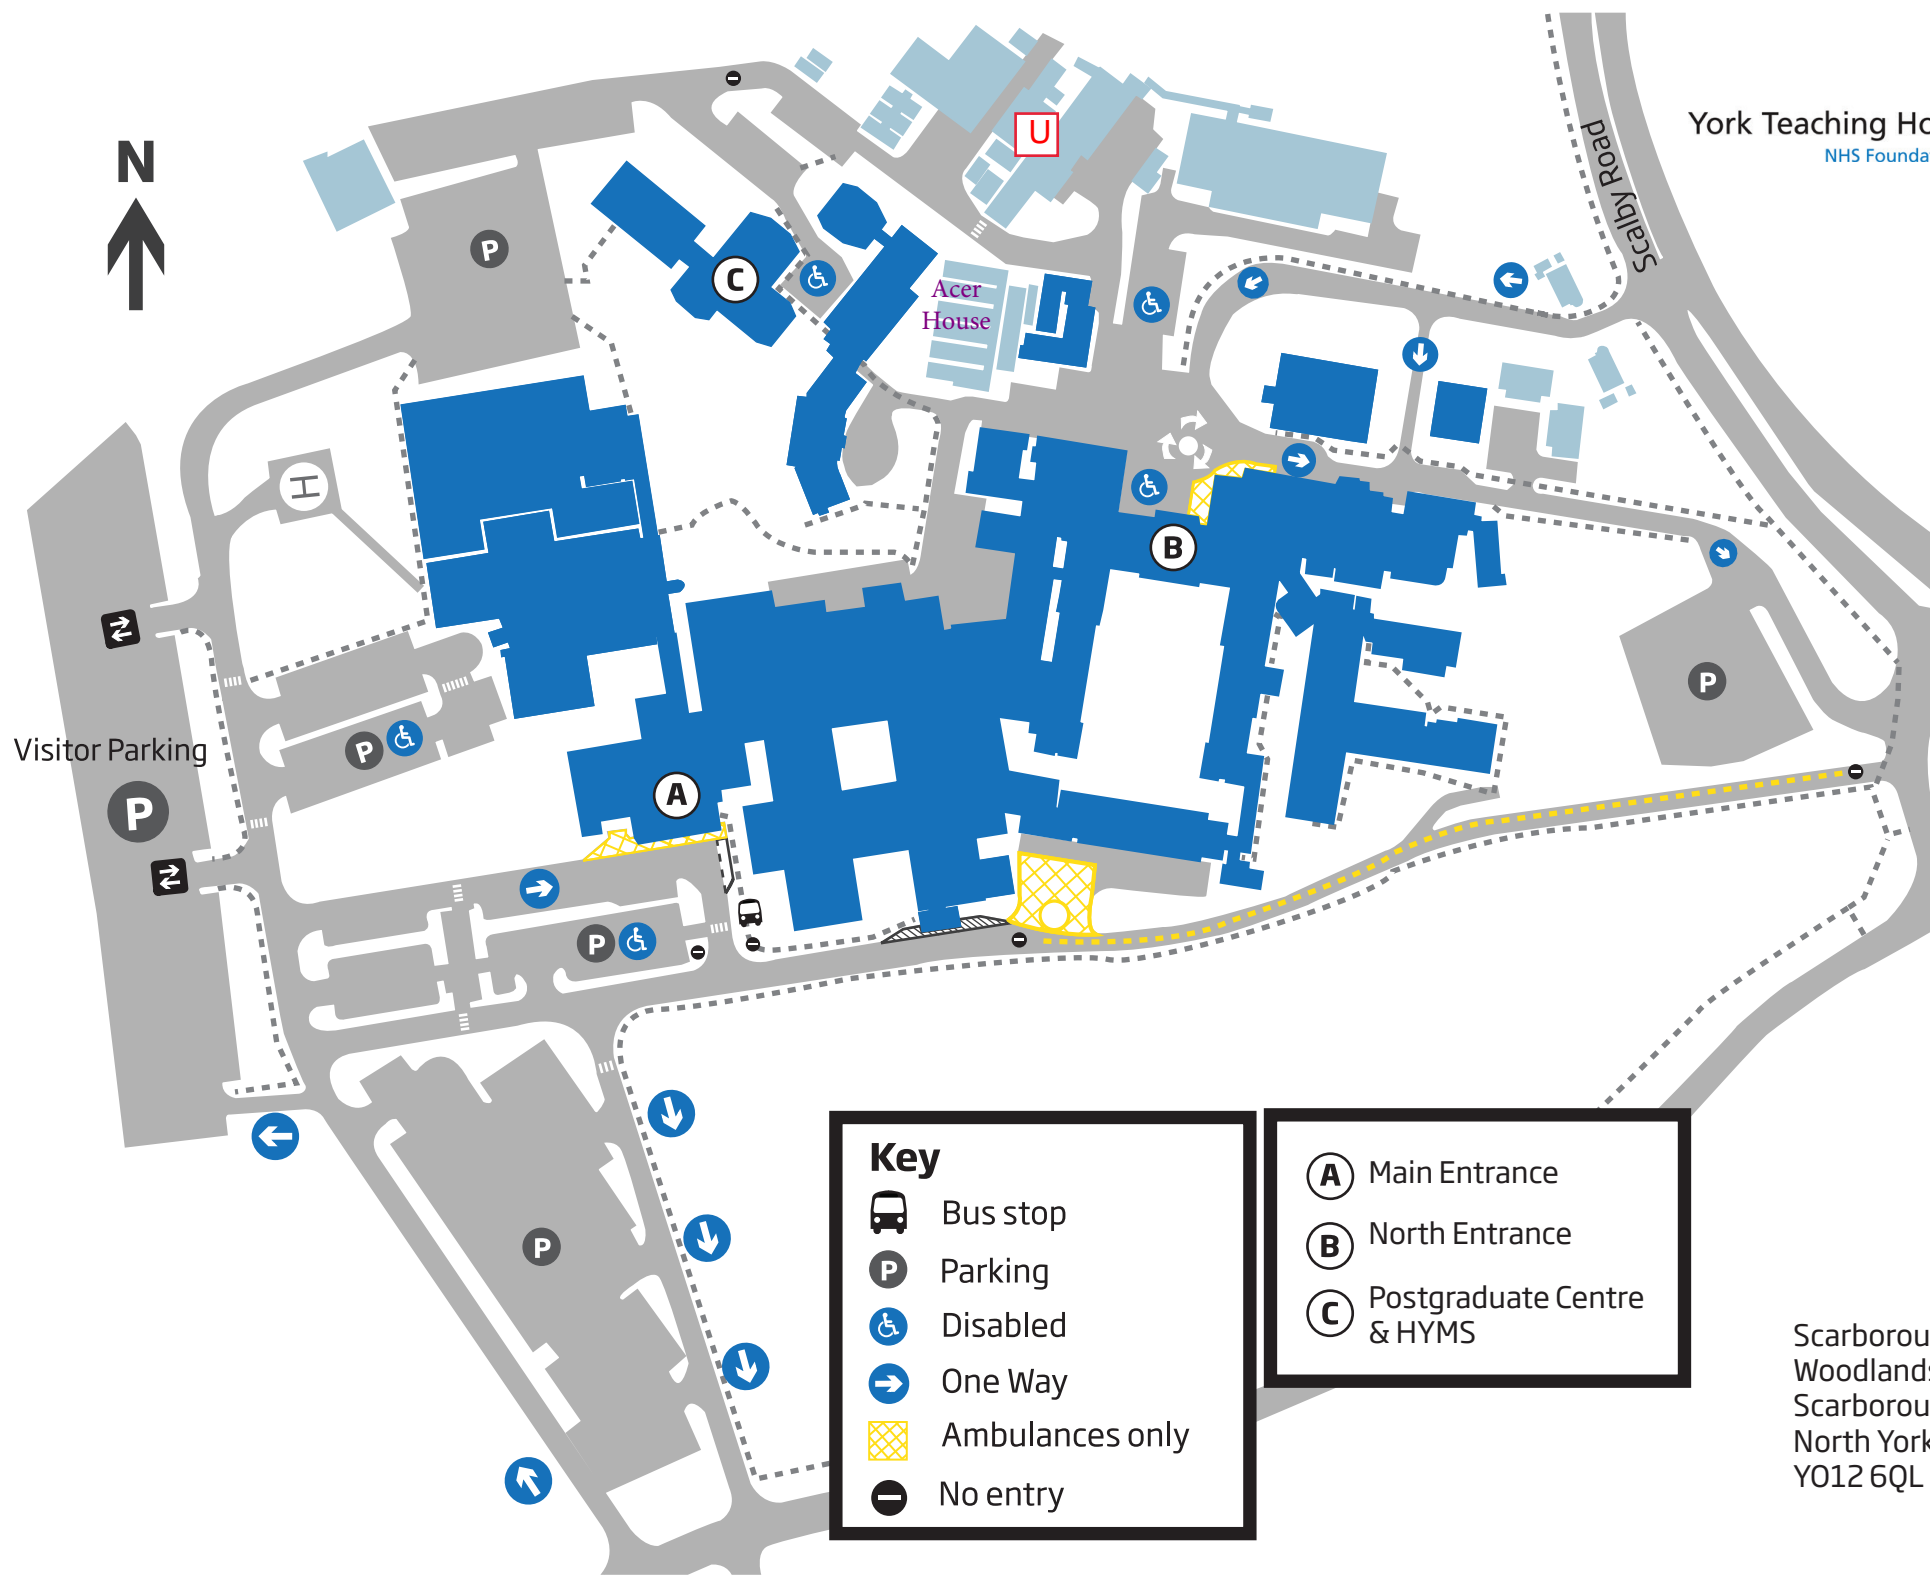 N
York Teaching Ho
NHS Founda
Scalby Road
U
P
C
Acer
House
H
B
P
P
Visitor Parking
P
A
P
P
Key
Bus stop
P Parking
Disabled
One Way
Ambulances only
No entry
A Main Entrance
B North Entrance
C Postgraduate Centre
& HYMS
Scarborou
Woodlands
Scarborou
North York
YO12 6QL